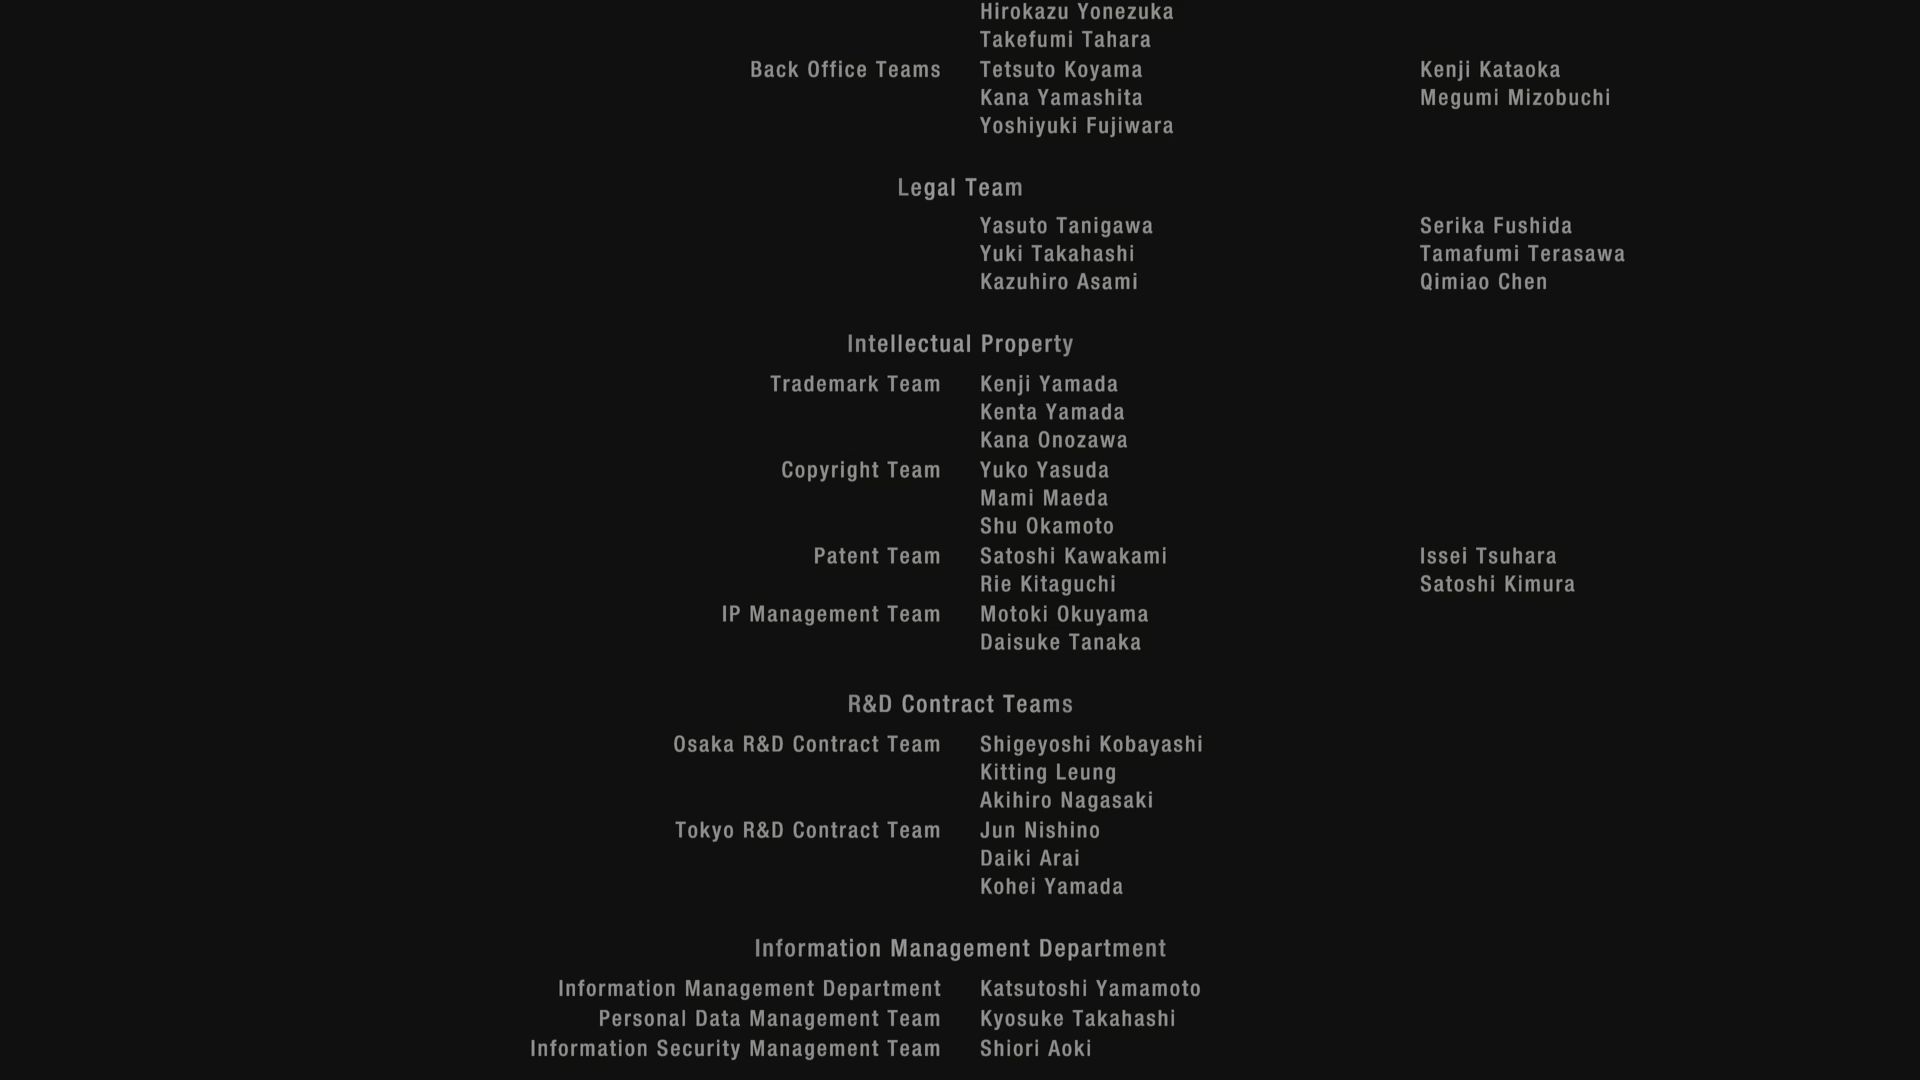 Hirokazu Yonezuka
Takefumi Tahara
Back Office Teams Tetsuto Koyama Kenji Kataoka
Kana Yamashita Megumi Mizobuchi
Yoshiyuki Fujiwara
Legal Team
Yasuto Tanigawa Serika Fushida
Yuki Takahashi Tamafumi Terasawa
Kazuhiro Asami Qimiao Chen
Intellectual Property
Trademark Team Kenji Yamada
Kenta Yamada
Kana Onozawa
Copyright Team Yuko Yasuda
Mami Maeda
Shu Okamoto
Patent Team Satoshi Kawakami Issei Tsuhara
Rie Kitaguchi Satoshi Kimura
IP Management Team Motoki Okuyama
Daisuke Tanaka
R&D Contract Teams
Osaka R&D Contract Team Shigeyoshi Kobayashi
Kitting Leung
Akihiro Nagasaki
Tokyo R&D Contract Team Jun Nishino
Daiki Arai
Kohei Yamada
Information Management Department
Information Management Department Katsutoshi Yamamoto
Personal Data Management Team Kyosuke Takahashi
Information Security Management Team Shiori Aoki